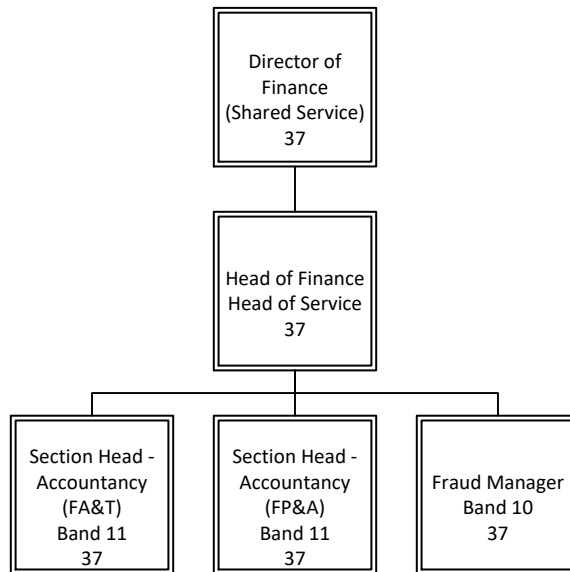 Director of
Finance
(Shared Service)
37
Head of Finance
Head of Service
37
Section Head -
Accountancy
(FA&T)
Band 11
37
Section Head -
Accountancy
(FP&A)
Band 11
37
Fraud Manager
Band 10
37